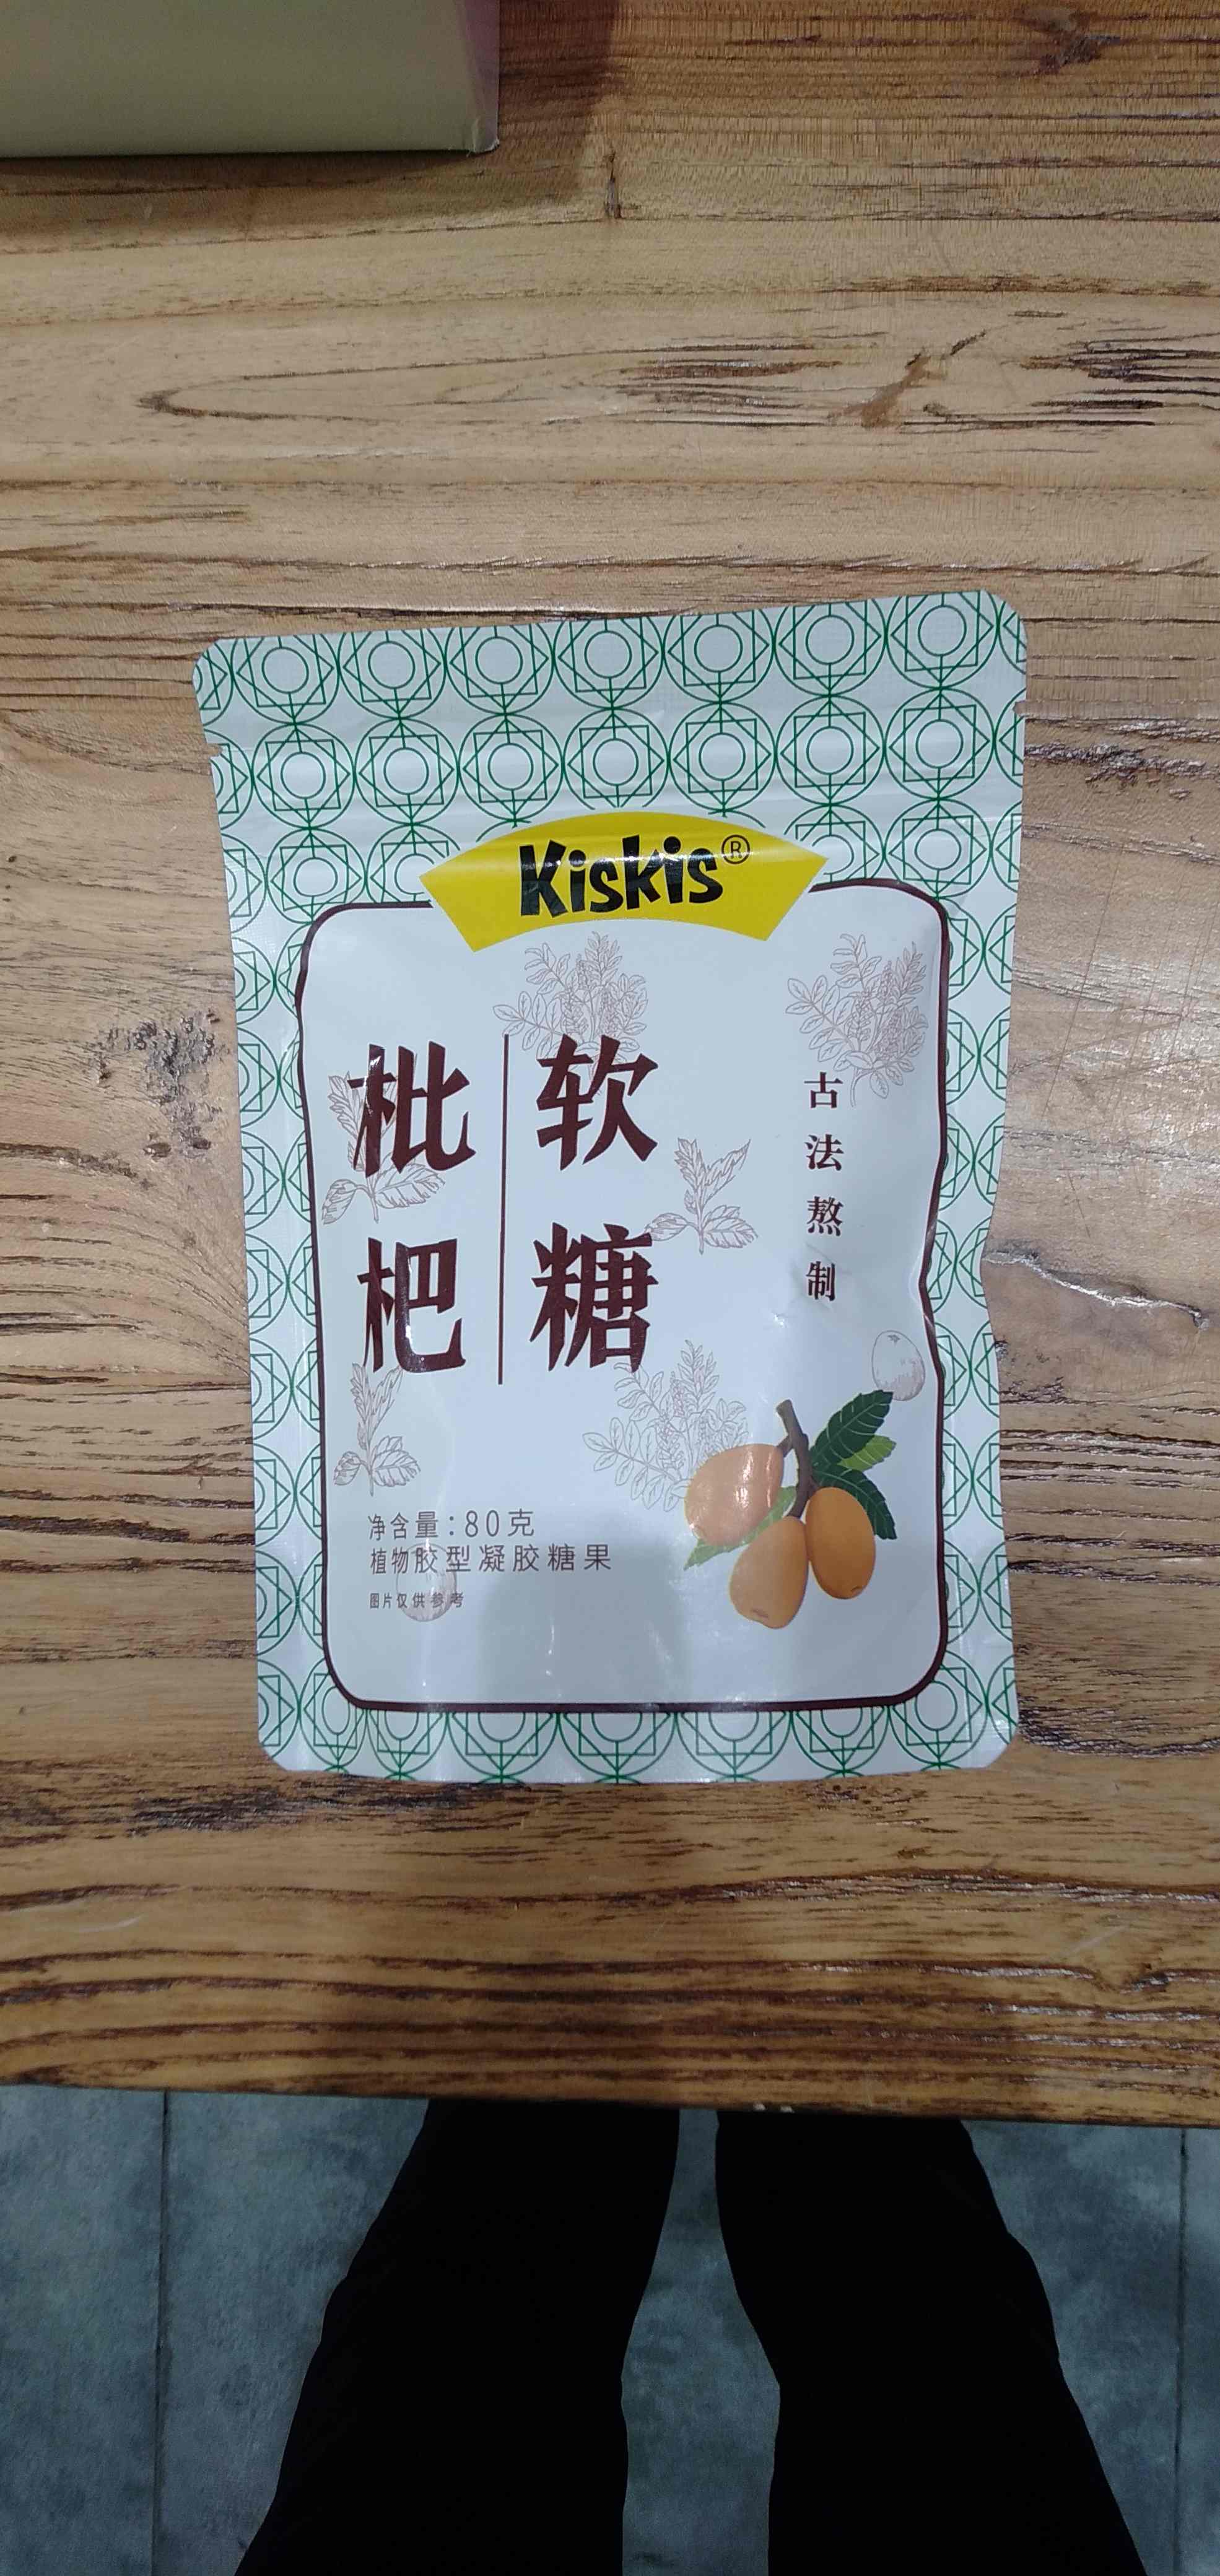 Kiskis®
枇杷
软糖
古法熬制
净含量:80克
植物胶型凝胶糖果
图片仅供参考